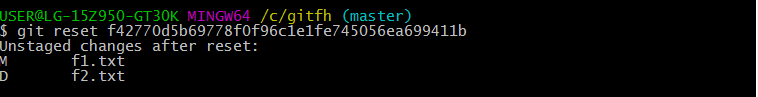 USER@LG-15Z950-GT30K MINGW64 /c/gitfh (master)
$ git reset f42770d5b69778f0f96c1e1fe745056ea699411b
Unstaged changes after reset:
M       f1.txt
D       f2.txt